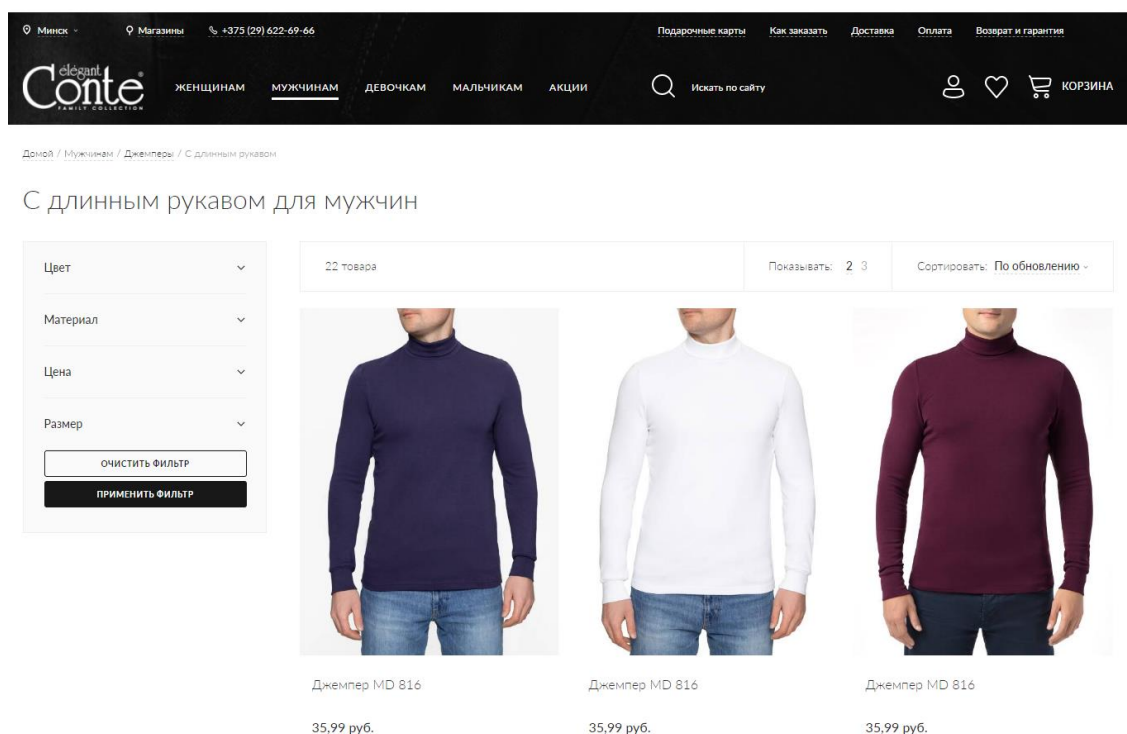 Минск
Магазины
+375 (29) 622-69-66
Подарочные карты
Как заказать
Доставка
Оплата
Возврат и гарантия
élégant
Conte
FAMILY COLLECTION
ЖЕНЩИНАМ
МУЖЧИНАМ
ДЕВОЧКАМ
МАЛЬЧИКАМ
АКЦИИ
Искать по сайту
КОРЗИНА
Домой / Мужчинам / Джемперы / С длинным рукавом
С длинным рукавом для мужчин
Цвет
Материал
Цена
Размер
ОЧИСТИТЬ ФИЛЬТР
ПРИМЕНИТЬ ФИЛЬТР
22 товара
Показывать: 2 3
Сортировать: По обновлению
Джемпер MD 816
35,99 руб.
Джемпер MD 816
35,99 руб.
Джемпер MD 816
35,99 руб.